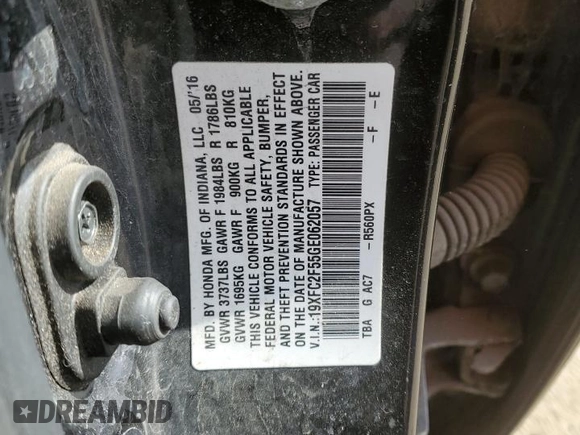 MFD. BY HONDA MFG. OF INDIANA, LLC 05/'16
GVWR 3737LBS GAWR F 1984LBS R 1786LBS
GVWR 1695KG GAWR F 900KG R 810KG
THIS VEHICLE CONFORMS TO ALL APPLICABLE
FEDERAL MOTOR VEHICLE SAFETY, BUMPER,
AND THEFT PREVENTION STANDARDS IN EFFECT
ON THE DATE OF MANUFACTURE SHOWN ABOVE.
V.I.N.:19XFC2F55GE062057 TYPE: PASSENGER CAR
TBA G AC7 -R560PX -F -E
DREAMBID